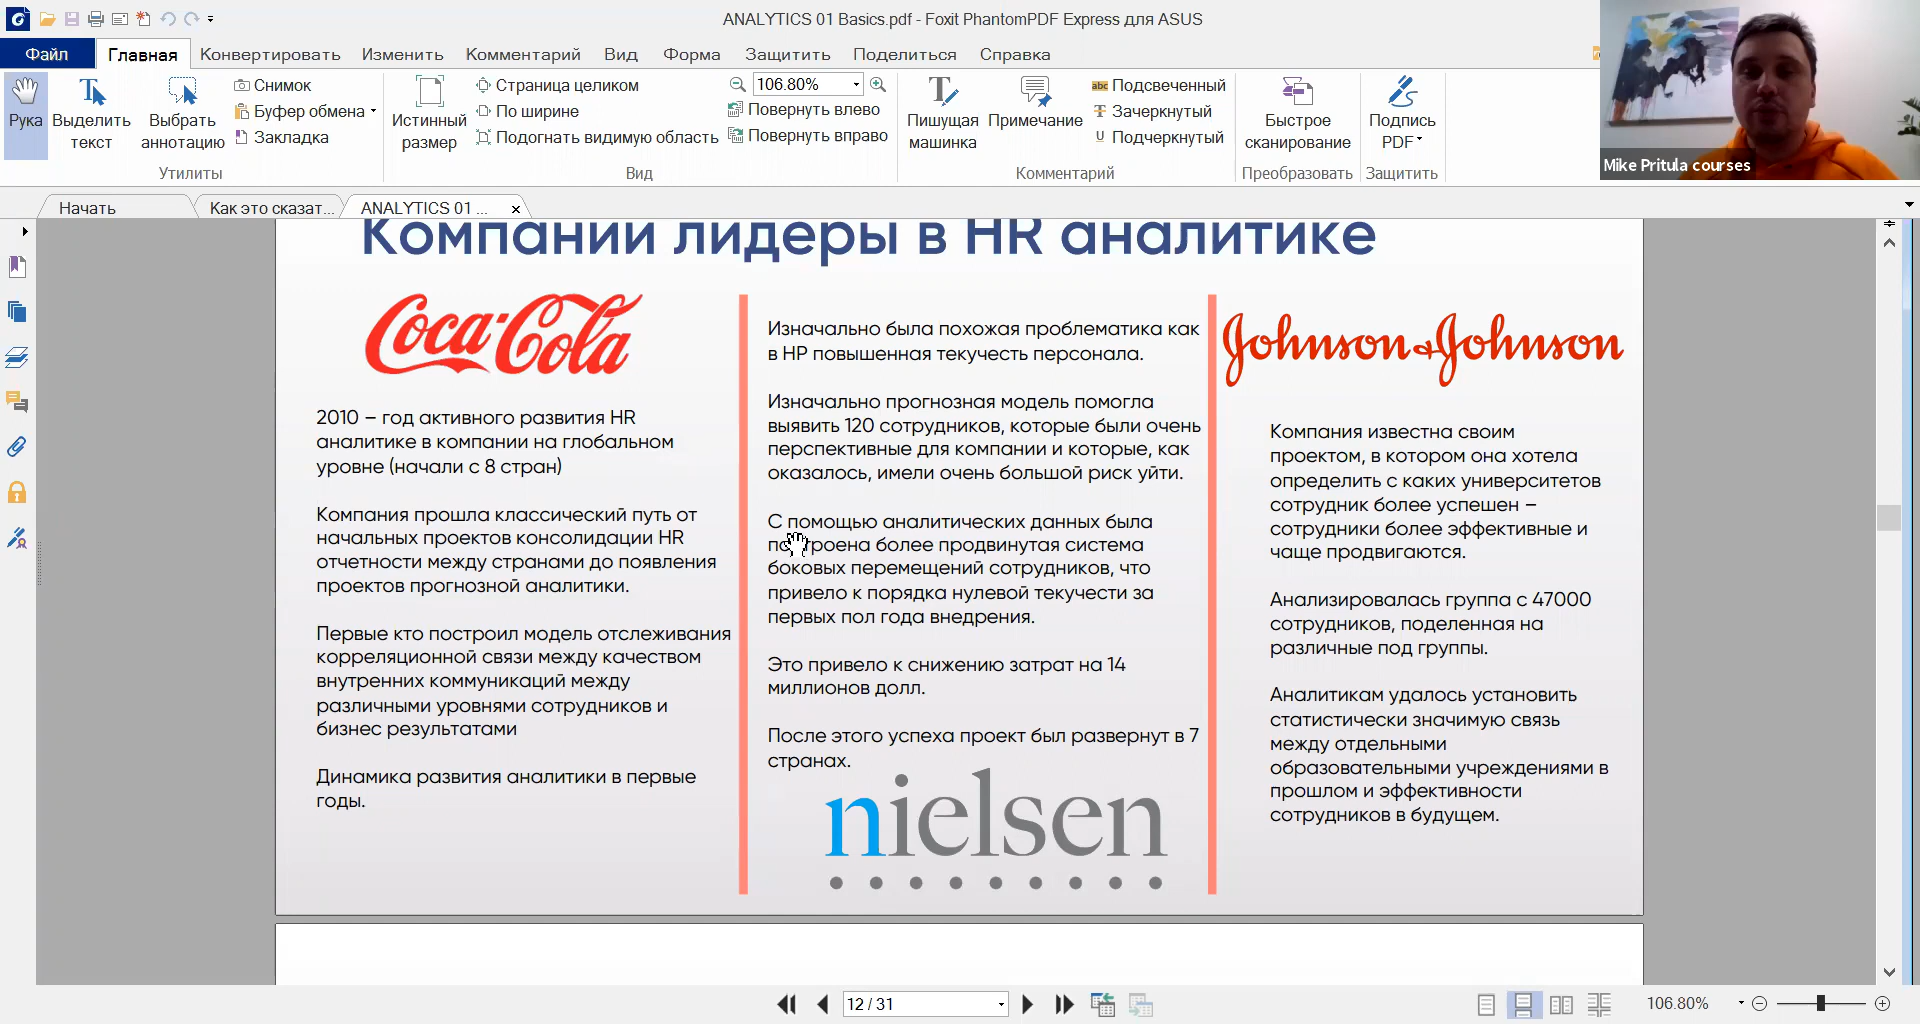 ANALYTICS 01 Basics.pdf - Foxit PhantomPDF Express для ASUS
Файл
Главная
Конвертировать
Изменить
Комментарий
Вид
Форма
Защитить
Поделиться
Справка
Рука
Выделить
текст
Выбрать
аннотацию
Снимок
Буфер обмена
Закладка
Утилиты
Истинный
размер
Страница целиком
По ширине
Подогнать видимую область
106.80%
Повернуть влево
Повернуть вправо
Вид
Пишущая
машинка
Примечание
Подсвеченный
Зачеркнутый
Подчеркнутый
Комментарий
Быстрое
сканирование
Преобразовать
Подпись
PDF
Защитить
Mike Pritula courses
Начать
Как это сказат...
ANALYTICS 01 ...
Компании лидеры в HR аналитике
Coca-Cola
2010 – год активного развития HR
аналитике в компании на глобальном
уровне (начали с 8 стран)
Компания прошла классический путь от
начальных проектов консолидации HR
отчетности между странами до появления
проектов прогнозной аналитики.
Первые кто построил модель отслеживания
корреляционной связи между качеством
внутренних коммуникаций между
различными уровнями сотрудников и
бизнес результатами
Динамика развития аналитики в первые
годы.
Изначально была похожая проблематика как
в HP повышенная текучесть персонала.
Изначально прогнозная модель помогла
выявить 120 сотрудников, которые были очень
перспективные для компании и которые, как
оказалось, имели очень большой риск уйти.
С помощью аналитических данных была
построена более продвинутая система
боковых перемещений сотрудников, что
привело к порядка нулевой текучести за
первых пол года внедрения.
Это привело к снижению затрат на 14
миллионов долл.
После этого успеха проект был развернут в 7
странах.
nielsen
Johnson & Johnson
Компания известна своим
проектом, в котором она хотела
определить с каких университетов
сотрудник более успешен –
сотрудники более эффективные и
чаще продвигаются.
Анализировалась группа с 47000
сотрудников, поделенная на
различные под группы.
Аналитикам удалось установить
статистически значимую связь
между отдельными
образовательными учреждениями в
прошлом и эффективности
сотрудников в будущем.
12 / 31
106.80%